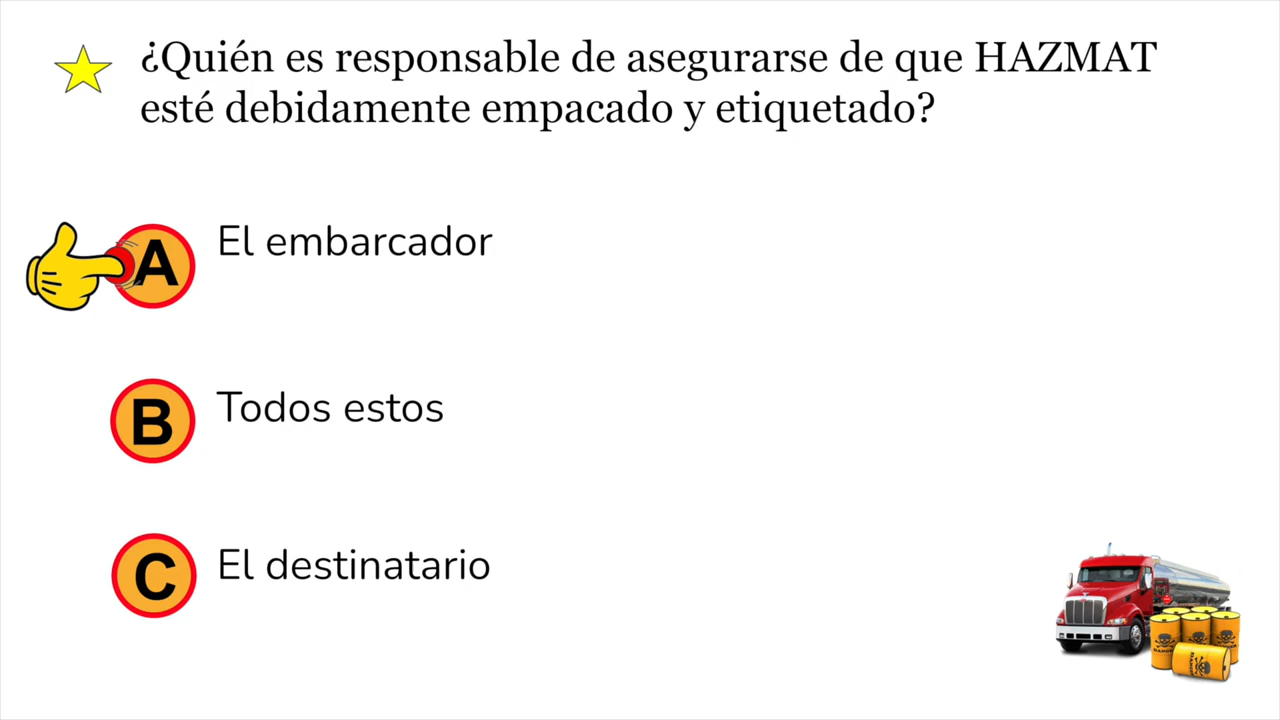 ¿Quién es responsable de asegurarse de que HAZMAT
esté debidamente empacado y etiquetado?
A El embarcador
B Todos estos
C El destinatario